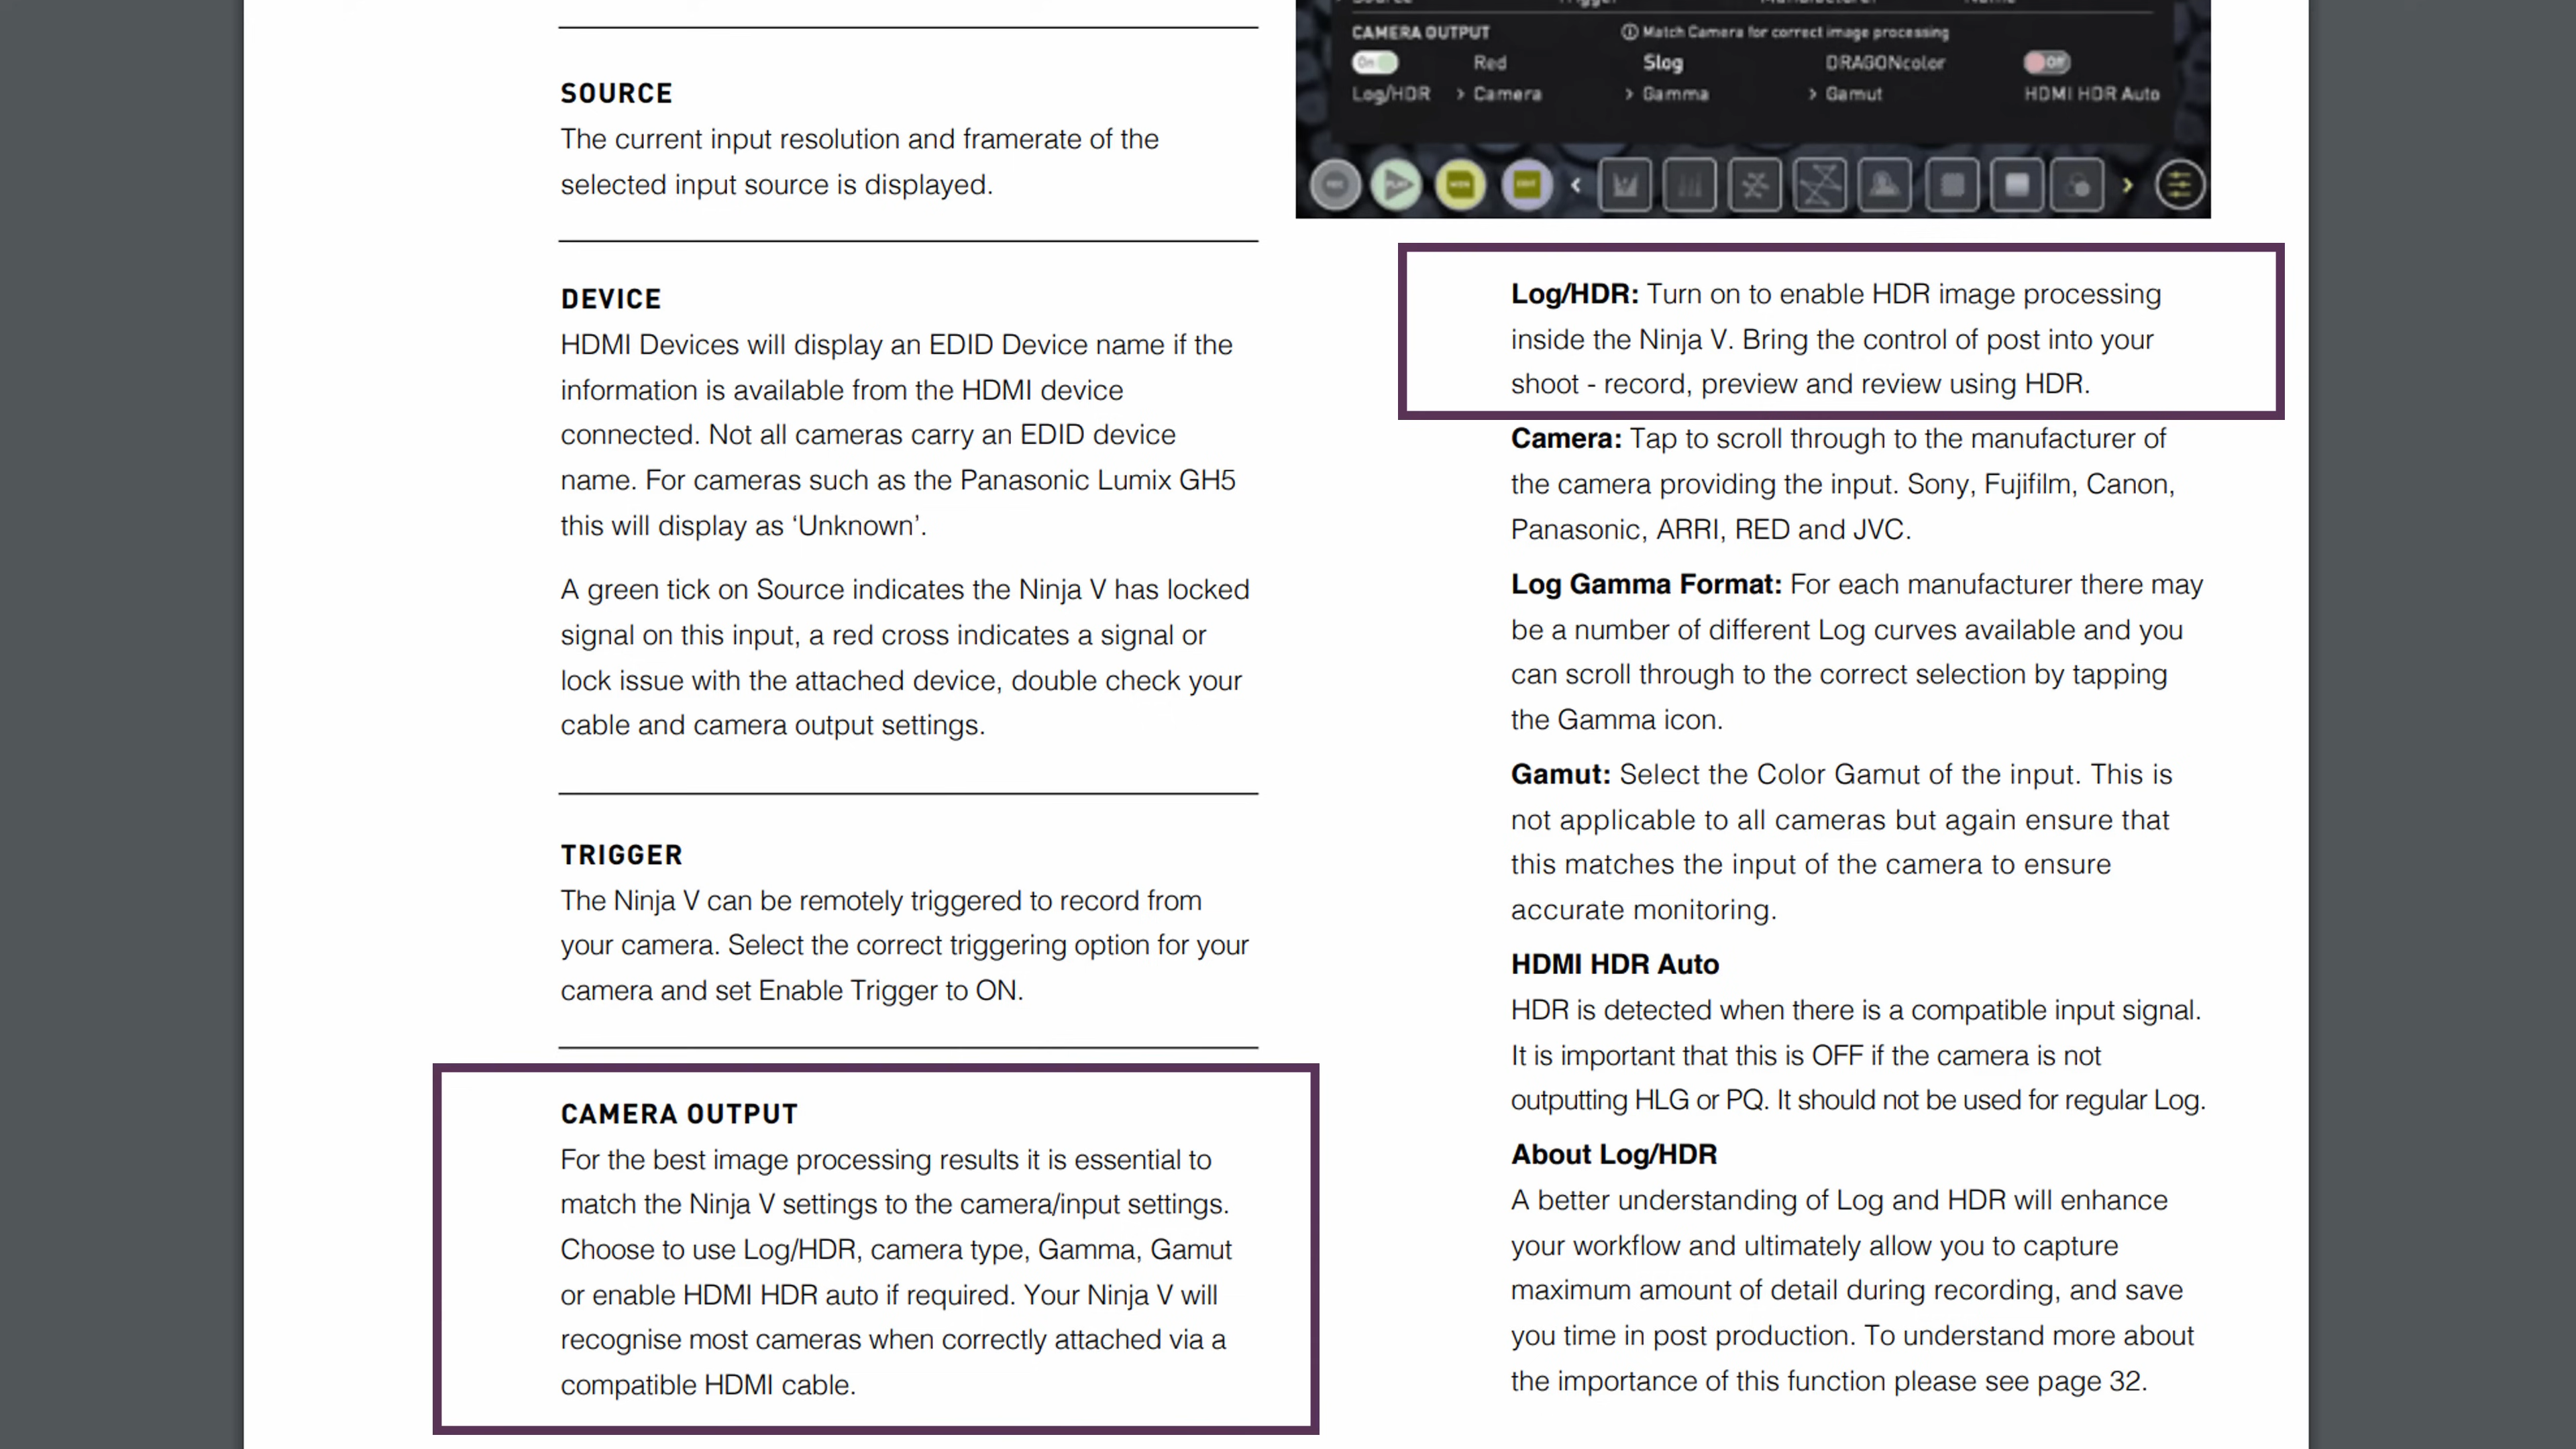 SOURCE
The current input resolution and framerate of the
selected input source is displayed.
DEVICE
HDMI Devices will display an EDID Device name if the
information is available from the HDMI device
connected. Not all cameras carry an EDID device
name. For cameras such as the Panasonic Lumix GH5
this will display as ‘Unknown’.
A green tick on Source indicates the Ninja V has locked
signal on this input, a red cross indicates a signal or
lock issue with the attached device, double check your
cable and camera output settings.
TRIGGER
The Ninja V can be remotely triggered to record from
your camera. Select the correct triggering option for your
camera and set Enable Trigger to ON.
CAMERA OUTPUT
For the best image processing results it is essential to
match the Ninja V settings to the camera/input settings.
Choose to use Log/HDR, camera type, Gamma, Gamut
or enable HDMI HDR auto if required. Your Ninja V will
recognise most cameras when correctly attached via a
compatible HDMI cable.
Source Trigger Manufacturer Name
CAMERA OUTPUT Match Camera for correct image processing
On Red Slog DRAGONcolor Off
Log/HDR > Camera > Gamma > Gamut HDMI HDR Auto
REC PLAY MON EDIT
Log/HDR: Turn on to enable HDR image processing
inside the Ninja V. Bring the control of post into your
shoot - record, preview and review using HDR.
Camera: Tap to scroll through to the manufacturer of
the camera providing the input. Sony, Fujifilm, Canon,
Panasonic, ARRI, RED and JVC.
Log Gamma Format: For each manufacturer there may
be a number of different Log curves available and you
can scroll through to the correct selection by tapping
the Gamma icon.
Gamut: Select the Color Gamut of the input. This is
not applicable to all cameras but again ensure that
this matches the input of the camera to ensure
accurate monitoring.
HDMI HDR Auto
HDR is detected when there is a compatible input signal.
It is important that this is OFF if the camera is not
outputting HLG or PQ. It should not be used for regular Log.
About Log/HDR
A better understanding of Log and HDR will enhance
your workflow and ultimately allow you to capture
maximum amount of detail during recording, and save
you time in post production. To understand more about
the importance of this function please see page 32.